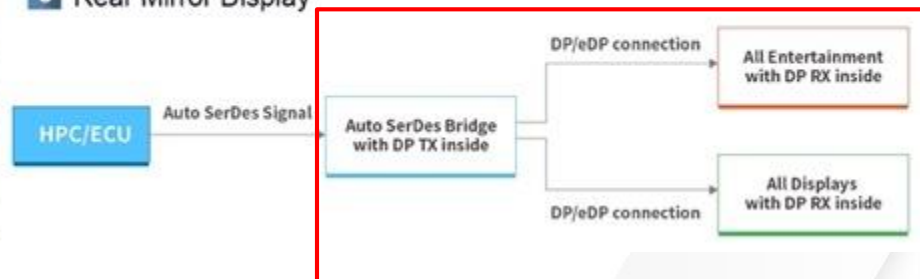 Rear Mirror Display
DP/eDP connection
All Entertainment
with DP RX inside
Auto SerDes Signal
HPC/ECU
Auto SerDes Bridge
with DP TX inside
All Displays
with DP RX inside
DP/eDP connection